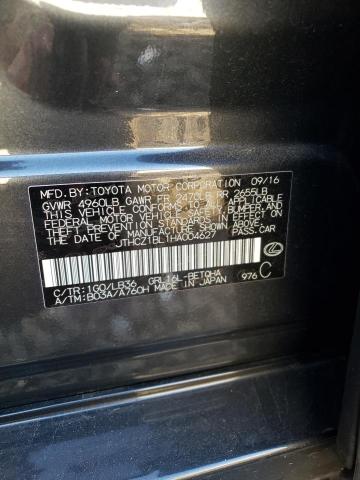 MFD. BY: TOYOTA MOTOR CORPORATION 09/16
GVWR 4960LB GAWR FR 2470LB RR 2655LB
THIS VEHICLE CONFORMS TO ALL APPLICABLE
FEDERAL MOTOR VEHICLE SAFETY, BUMPER,
AND THEFT PREVENTION STANDARDS IN EFFECT ON THE DATE OF
MANUFACTURE SHOWN ABOVE.
JTHCZ1BL1HA004627 PASS.CAR
C/TR: 1G0/LB36 GRL16L-BETQHA
A/TM: B03A/A760H MADE IN JAPAN 976 C